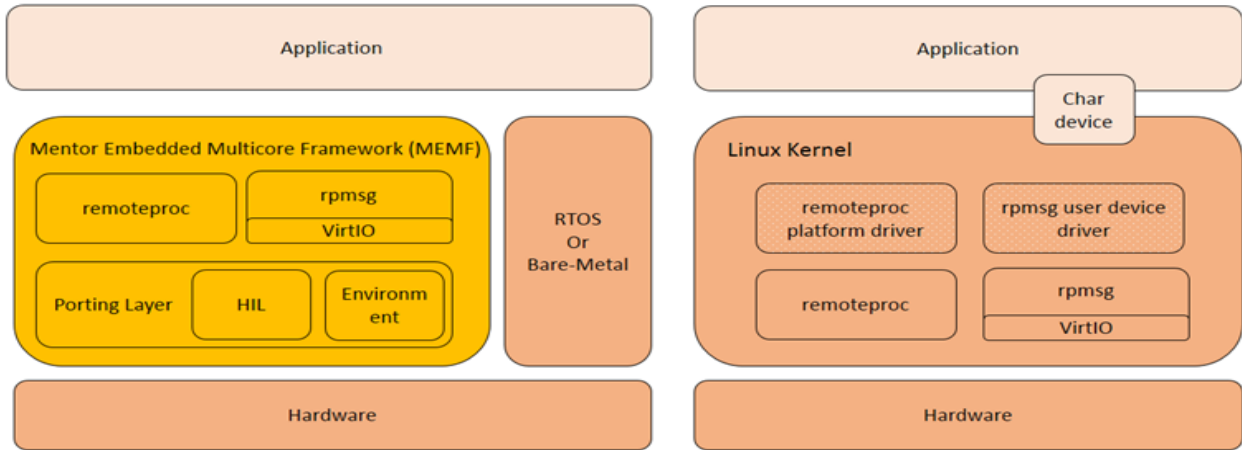 Application
Mentor Embedded Multicore Framework (MEMF)
remoteproc
rpmsg
VirtIO
Porting Layer
HIL
Environm
ent
RTOS
Or
Bare-Metal
Hardware
Application
Char
device
Linux Kernel
remoteproc
platform driver
rpmsg user device
driver
remoteproc
rpmsg
VirtIO
Hardware